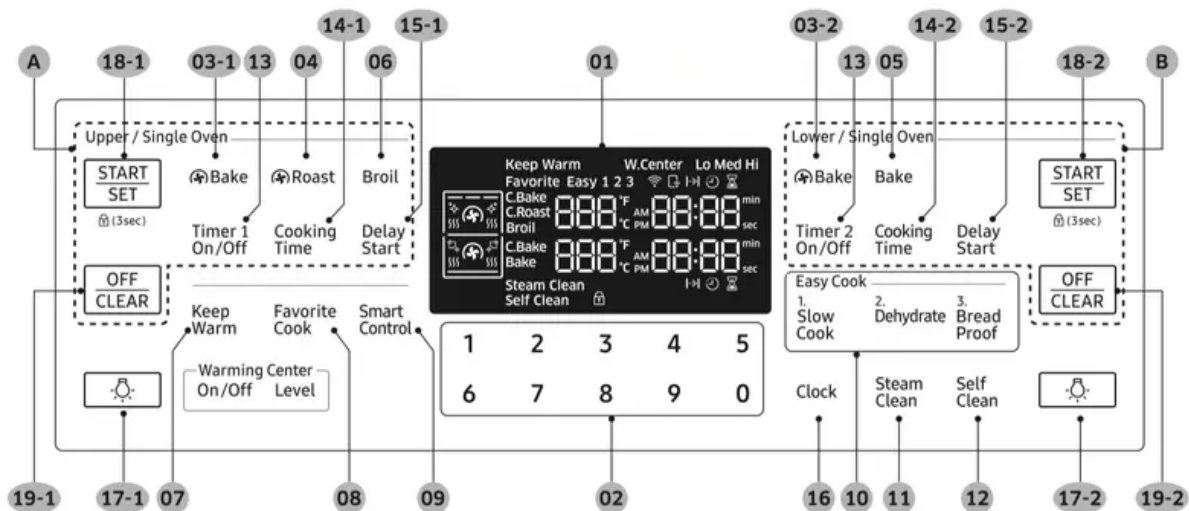 14-1 15-1 03-2 14-2 15-2
A 18-1 03-1 13 04 06 01 13 05 18-2 B
Upper / Single Oven
START
SET
(3sec)
Bake Roast Broil
Timer 1
On/Off
Cooking
Time
Delay
Start
OFF
CLEAR
Keep
Warm
Favorite
Cook
Smart
Control
Warming Center
On/Off Level
Keep Warm W.Center Lo Med Hi
Favorite Easy 1 2 3
C.Bake
C.Roast
Broil
888 °F °C AM PM 88:88 min sec
C.Bake
Bake
888 °F °C AM PM 88:88 min sec
Steam Clean
Self Clean
1 2 3 4 5
6 7 8 9 0
Lower / Single Oven
Bake Bake
START
SET
(3sec)
Timer 2
On/Off
Cooking
Time
Delay
Start
OFF
CLEAR
Easy Cook
1.
Slow
Cook
2.
Dehydrate
3.
Bread
Proof
Clock
Steam
Clean
Self
Clean
19-1 17-1 07 08 09 02 16 10 11 12 17-2 19-2